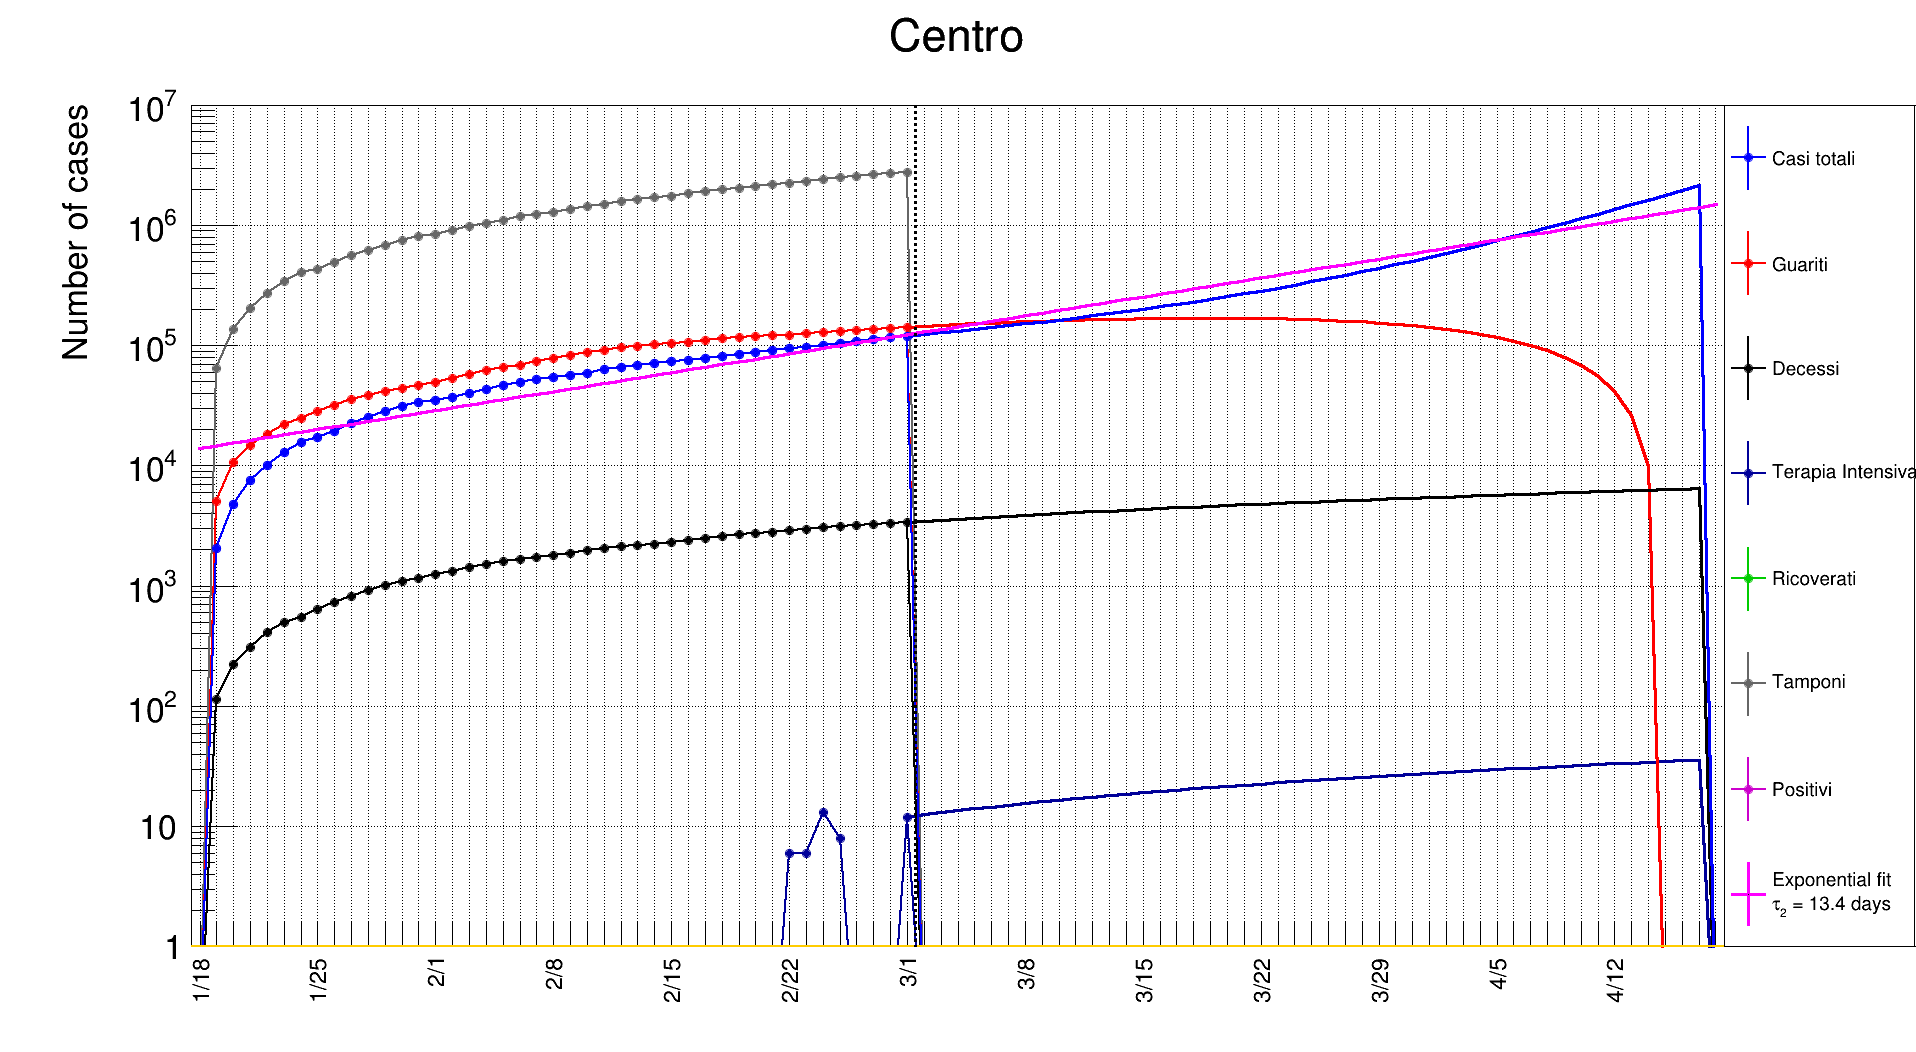 Centro
Number of cases
10^7
10^6
10^5
10^4
10^3
10^2
10
1
1/18
1/25
2/1
2/8
2/15
2/22
3/1
3/8
3/15
3/22
3/29
4/5
4/12
Casi totali
Guariti
Decessi
Terapia Intensiva
Ricoverati
Tamponi
Positivi
Exponential fit
τ₂ = 13.4 days